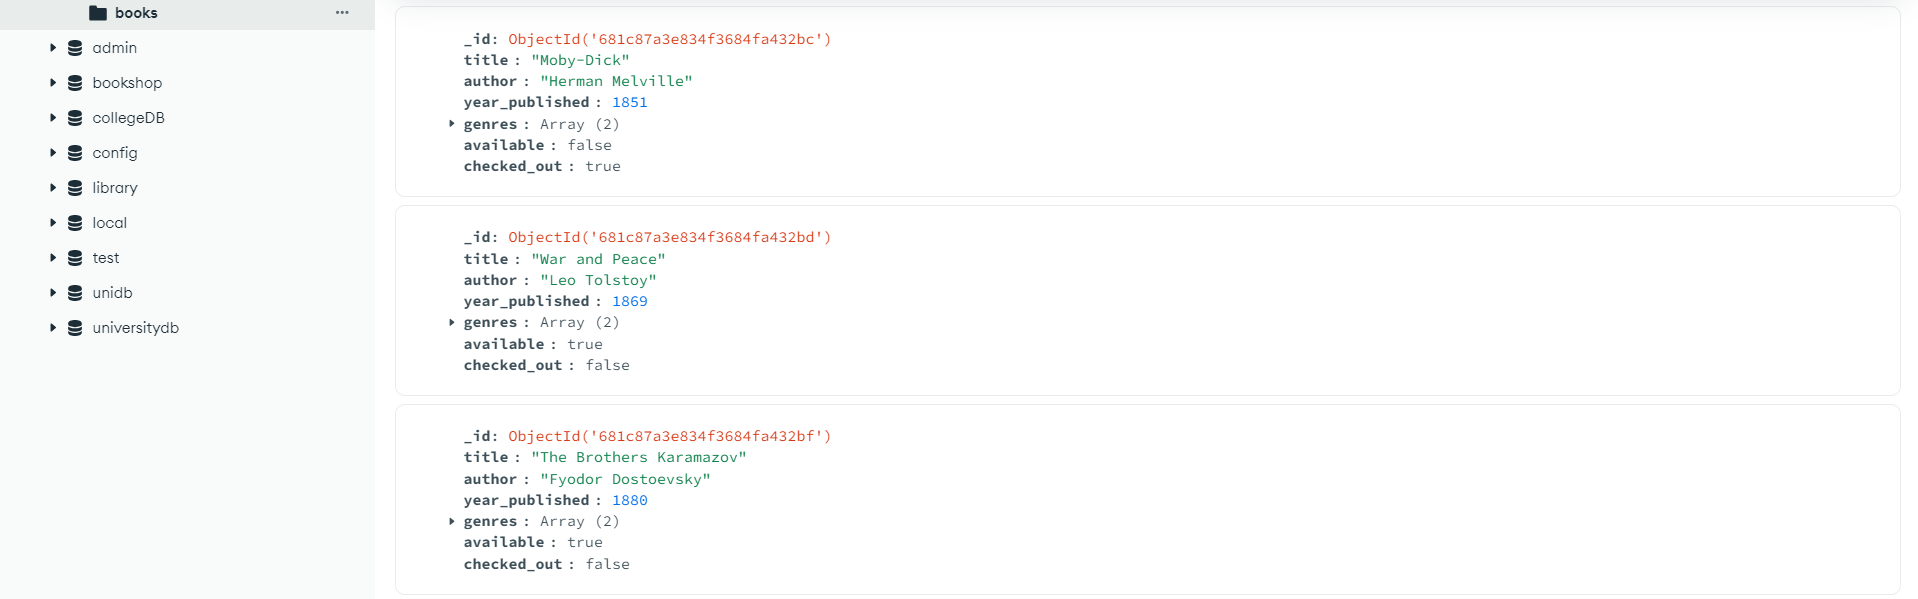 books ...
admin
bookshop
collegeDB
config
library
local
test
unidb
universitydb
_id: ObjectId('681c87a3e834f3684fa432bc')
title : "Moby-Dick"
author : "Herman Melville"
year_published : 1851
genres : Array (2)
available : false
checked_out : true
_id: ObjectId('681c87a3e834f3684fa432bd')
title : "War and Peace"
author : "Leo Tolstoy"
year_published : 1869
genres : Array (2)
available : true
checked_out : false
_id: ObjectId('681c87a3e834f3684fa432bf')
title : "The Brothers Karamazov"
author : "Fyodor Dostoevsky"
year_published : 1880
genres : Array (2)
available : true
checked_out : false